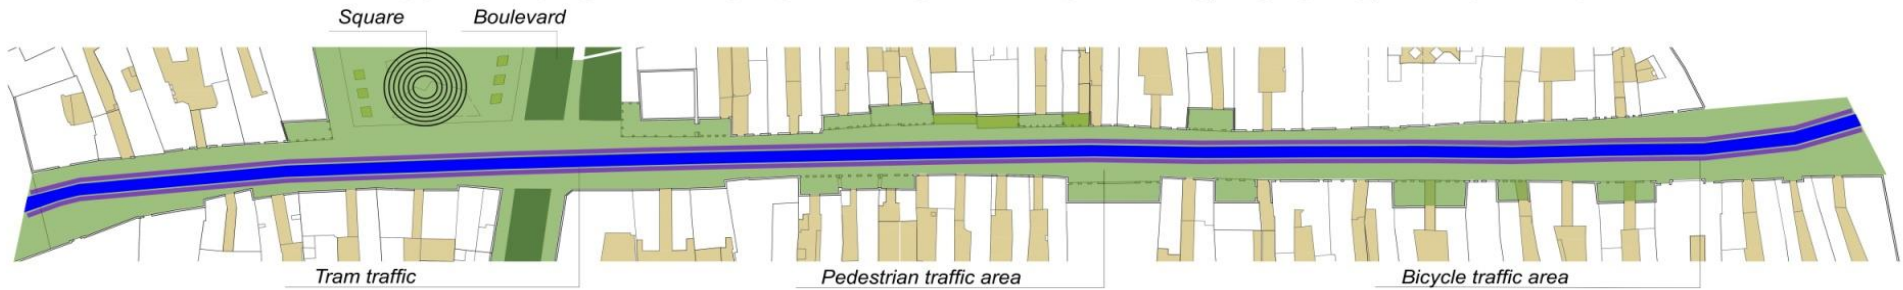 Square
Boulevard
Tram traffic
Pedestrian traffic area
Bicycle traffic area